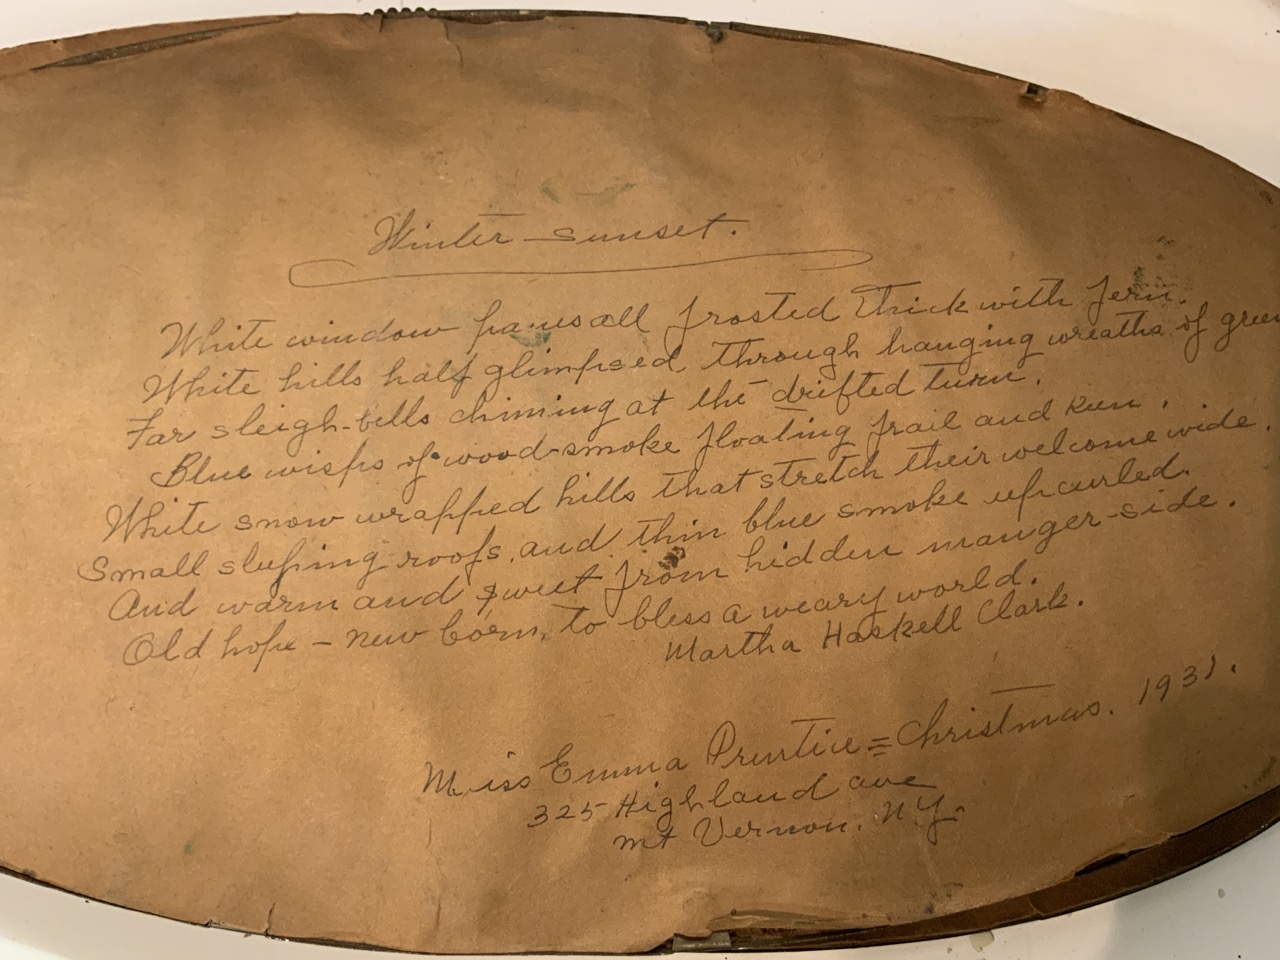 Winter sunset.
White window panes all frosted thick with fern.
White hills half glimpsed, through hanging wreaths of green
Far sleigh-bells chiming at the drifted turn.
Blue wisps of wood-smoke floating frail and keen.
White snow wrapped hills that stretch their welcome wide.
Small sleeping roofs, and thin blue smoke upcurled.
And warm and sweet from hidden manger-side.
Old hope - new born, to bless a weary world.
Martha Haskell Clark.
Miss Emma Prentice = Christmas. 1931.
325 Highland ave
Mt Vernon. N.Y.